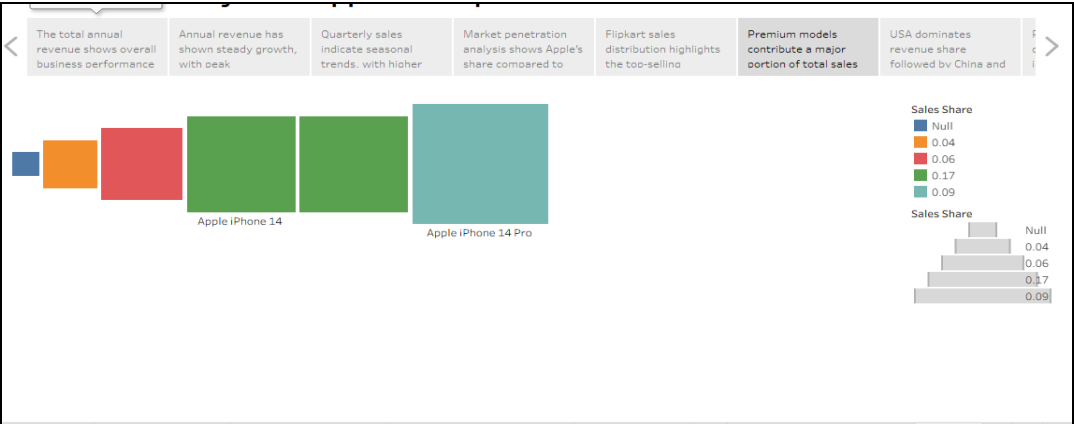 The total annual
revenue shows overall
business performance
Annual revenue has
shown steady growth,
with peak
Quarterly sales
indicate seasonal
trends, with higher
Market penetration
analysis shows Apple's
share compared to
Flipkart sales
distribution highlights
the top-selling
Premium models
contribute a major
portion of total sales
USA dominates
revenue share
followed by China and
Apple iPhone 14
Apple iPhone 14 Pro
Sales Share
Null
0.04
0.06
0.17
0.09
Sales Share
Null
0.04
0.06
0.17
0.09